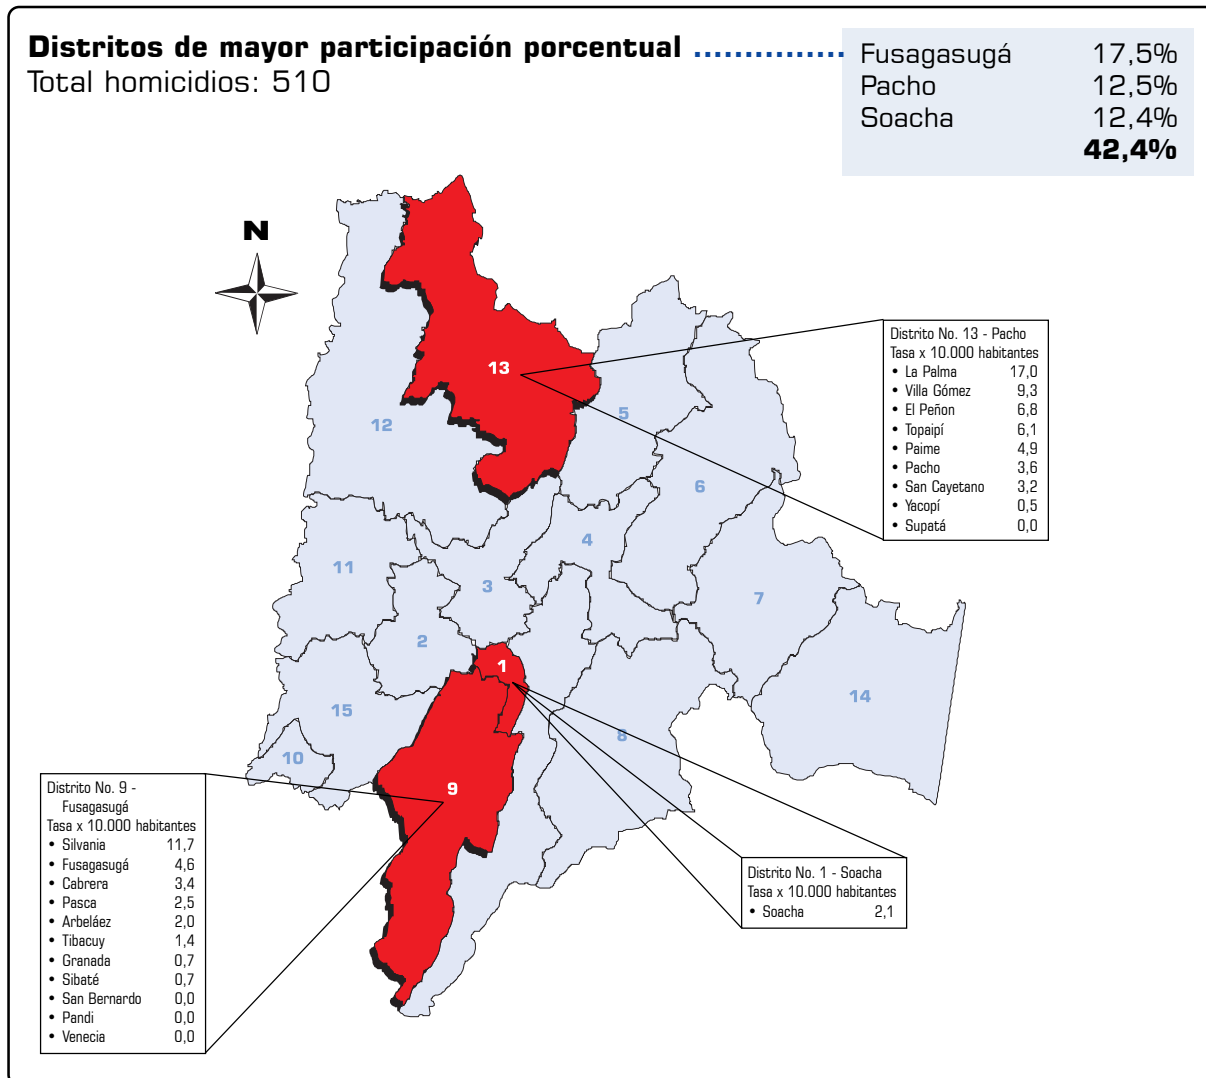 Distritos de mayor participación porcentual ................
Total homicidios: 510
Fusagasugá 17,5%
Pacho 12,5%
Soacha 12,4%
42,4%
N
13
12
5
6
4
11
3
7
2
1
14
15
8
10
9
Distrito No. 13 - Pacho
Tasa x 10.000 habitantes
• La Palma 17,0
• Villa Gómez 9,3
• El Peñon 6,8
• Topaipí 6,1
• Paime 4,9
• Pacho 3,6
• San Cayetano 3,2
• Yacopí 0,5
• Supatá 0,0
Distrito No. 9 -
Fusagasugá
Tasa x 10.000 habitantes
• Silvania 11,7
• Fusagasugá 4,6
• Cabrera 3,4
• Pasca 2,5
• Arbeláez 2,0
• Tibacuy 1,4
• Granada 0,7
• Sibaté 0,7
• San Bernardo 0,0
• Pandi 0,0
• Venecia 0,0
Distrito No. 1 - Soacha
Tasa x 10.000 habitantes
• Soacha 2,1